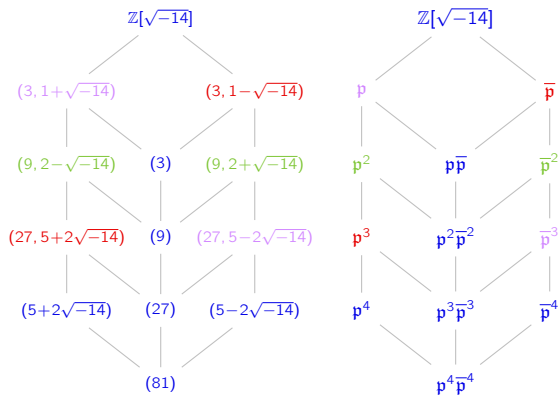 ℤ[√−14] ℤ[√−14]
(3, 1+√−14) (3, 1−√−14) 𝔭 𝔭̅
(9, 2−√−14) (3) (9, 2+√−14) 𝔭² 𝔭𝔭̅ 𝔭̅²
(27, 5+2√−14) (9) (27, 5−2√−14) 𝔭³ 𝔭²𝔭̅² 𝔭̅³
(5+2√−14) (27) (5−2√−14) 𝔭⁴ 𝔭³𝔭̅³ 𝔭̅⁴
(81) 𝔭⁴𝔭̅⁴